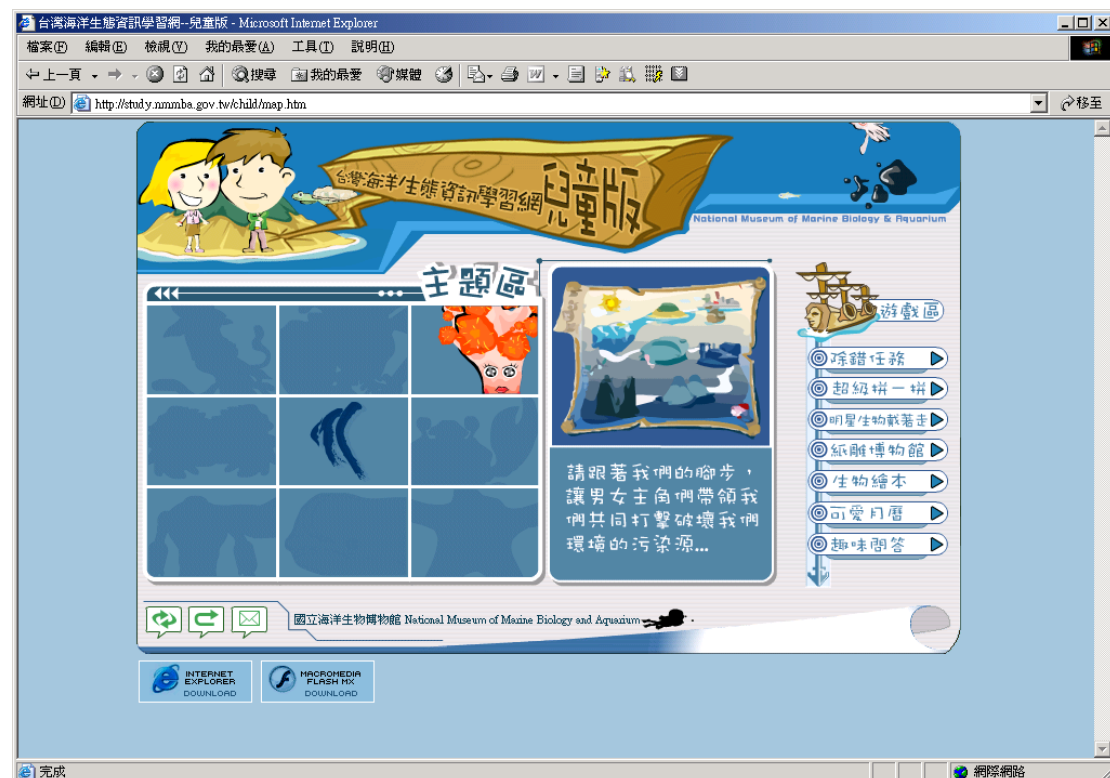 台灣海洋生態資訊學習網--兒童版 - Microsoft Internet Explorer
檔案(F) 編輯(E) 檢視(V) 我的最愛(A) 工具(T) 說明(H)
上一頁 搜尋 我的最愛 媒體
網址(D) http://study.nmmba.gov.tw/child/map.htm 移至
台灣海洋生態資訊學習網 兒童版
National Museum of Marine Biology & Aquarium
主題區
遊戲區
除錯任務
超級拼一拼
明星生物戴著走
紙雕博物館
生物繪本
可愛月曆
趣味問答
請跟著我們的腳步，
讓男女主角們帶領我
們共同打擊破壞我們
環境的污染源...
國立海洋生物博物館 National Museum of Marine Biology and Aquarium
INTERNET
EXPLORER
DOWNLOAD
MACROMEDIA
FLASH MX
DOWNLOAD
完成 網際網路